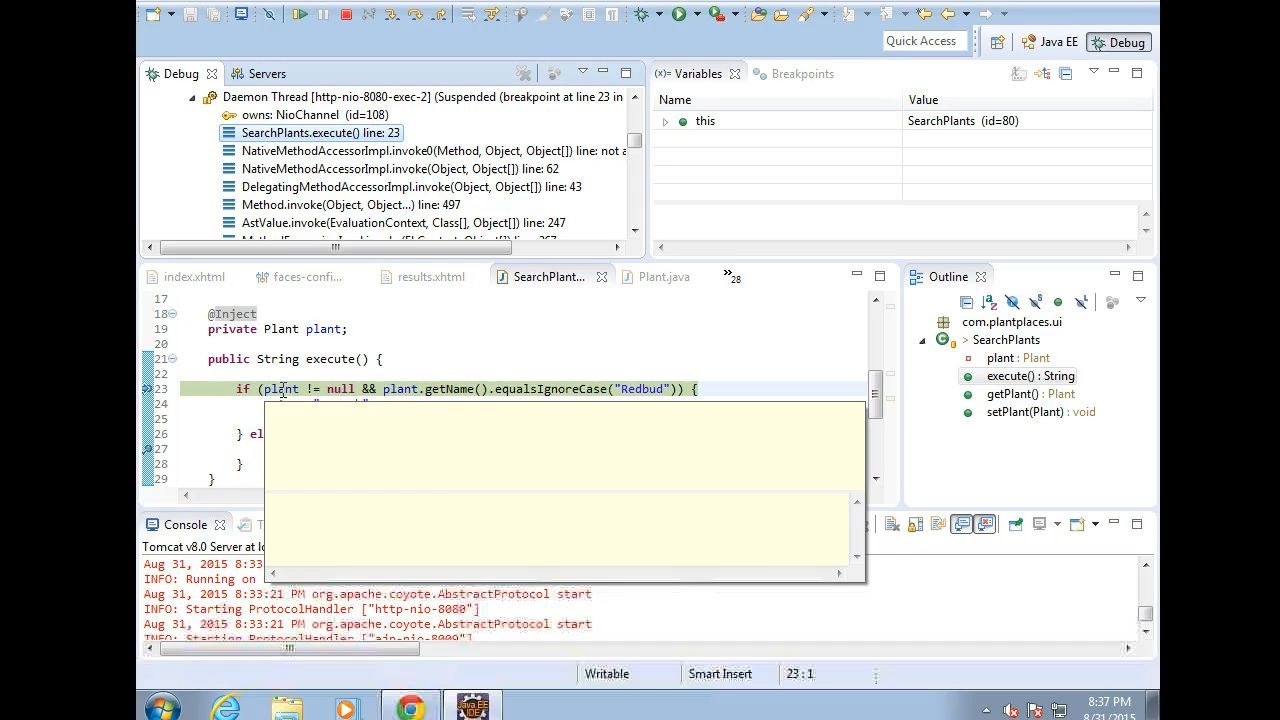 Quick Access
Java EE
Debug
Debug
Servers
Daemon Thread [http-nio-8080-exec-2] (Suspended (breakpoint at line 23 in
owns: NioChannel (id=108)
SearchPlants.execute() line: 23
NativeMethodAccessorImpl.invoke0(Method, Object, Object[]) line: not a
NativeMethodAccessorImpl.invoke(Object, Object[]) line: 62
DelegatingMethodAccessorImpl.invoke(Object, Object[]) line: 43
Method.invoke(Object, Object...) line: 497
AstValue.invoke(EvaluationContext, Class[], Object[]) line: 247
(x)= Variables
Breakpoints
Name
Value
this
SearchPlants (id=80)
index.xhtml
faces-confi...
results.xhtml
SearchPlant...
Plant.java
»28
17
18 @Inject
19 private Plant plant;
20
21 public String execute() {
22
23 if (plant != null && plant.getName().equalsIgnoreCase("Redbud")) {
24
25
26 } el
27
28 }
29 }
Outline
com.plantplaces.ui
SearchPlants
plant : Plant
execute() : String
getPlant() : Plant
setPlant(Plant) : void
Console
Tomcat v8.0 Server at lo
Aug 31, 2015 8:33
INFO: Running on
Aug 31, 2015 8:33:21 PM org.apache.coyote.AbstractProtocol start
INFO: Starting ProtocolHandler ["http-nio-8080"]
Aug 31, 2015 8:33:21 PM org.apache.coyote.AbstractProtocol start
INFO: Starting ProtocolHandler ["ajp-nio-8009"]
Writable
Smart Insert
23 : 1
Java EE
IDE
8:37 PM
8/31/2015